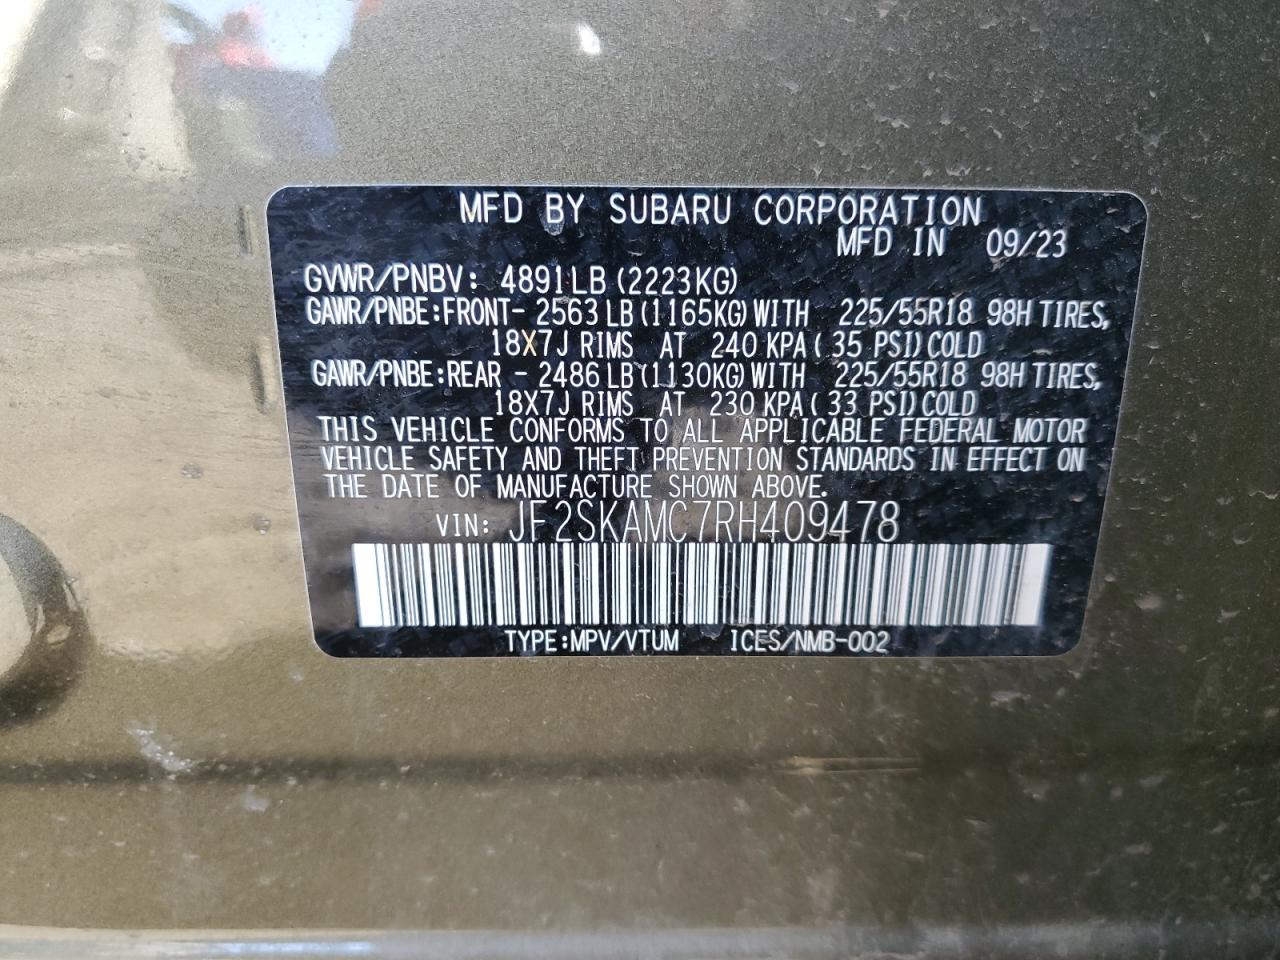 MFD BY SUBARU CORPORATION
MFD IN 09/23
GVWR/PNBV: 4891LB (2223KG)
GAWR/PNBE:FRONT- 2563 LB (1165KG) WITH 225/55R18 98H TIRES,
18X7J RIMS AT 240 KPA ( 35 PSI) COLD
GAWR/PNBE:REAR - 2486 LB (1130KG) WITH 225/55R18 98H TIRES,
18X7J RIMS AT 230 KPA ( 33 PSI) COLD
THIS VEHICLE CONFORMS TO ALL APPLICABLE FEDERAL MOTOR
VEHICLE SAFETY AND THEFT PREVENTION STANDARDS IN EFFECT ON
THE DATE OF MANUFACTURE SHOWN ABOVE.
VIN: JF2SKAMC7RH409478
TYPE:MPV/VTUM ICES/NMB-002